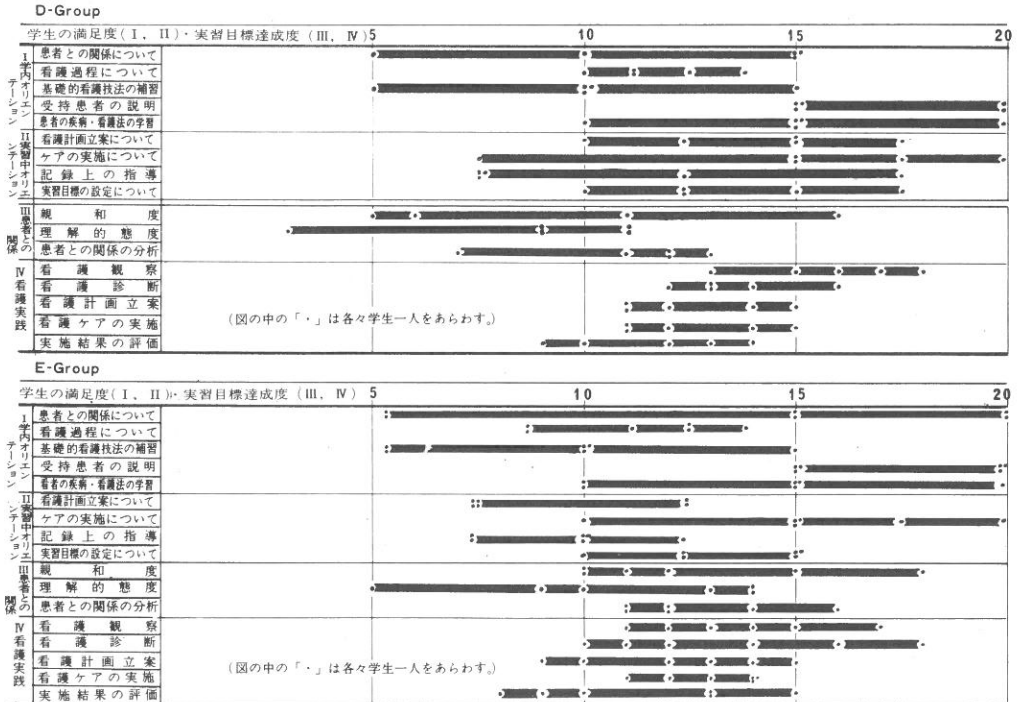 D-Group
学生の満足度(Ⅰ, Ⅱ)・実習目標達成度(Ⅲ, Ⅳ) 5 10 15 20
Ⅰ学内オリエンテーション
患者との関係について
看護過程について
基礎的看護技法の補習
受持患者の説明
患者の疾病・看護法の学習
Ⅱ実習中オリエンテーション
看護計画立案について
ケアの実施について
記録上の指導
実習目標の設定について
Ⅲ患者との関係
親和度
理解的態度
患者との関係の分析
Ⅳ看護実践
看護観察
看護診断
看護計画立案
看護ケアの実施
実施結果の評価
(図の中の「・」は各々学生一人をあらわす。)
E-Group
学生の満足度(Ⅰ, Ⅱ)・実習目標達成度(Ⅲ, Ⅳ) 5 10 15 20
Ⅰ学内オリエンテーション
患者との関係について
看護過程について
基礎的看護技法の補習
受持患者の説明
看者の疾病・看護法の学習
Ⅱ実習中オリエンテーション
看護計画立案について
ケアの実施について
記録上の指導
実習目標の設定について
Ⅲ患者との関係
親和度
理解的態度
患者との関係の分析
Ⅳ看護実践
看護観察
看護診断
看護計画立案
看護ケアの実施
実施結果の評価
(図の中の「・」は各々学生一人をあらわす。)